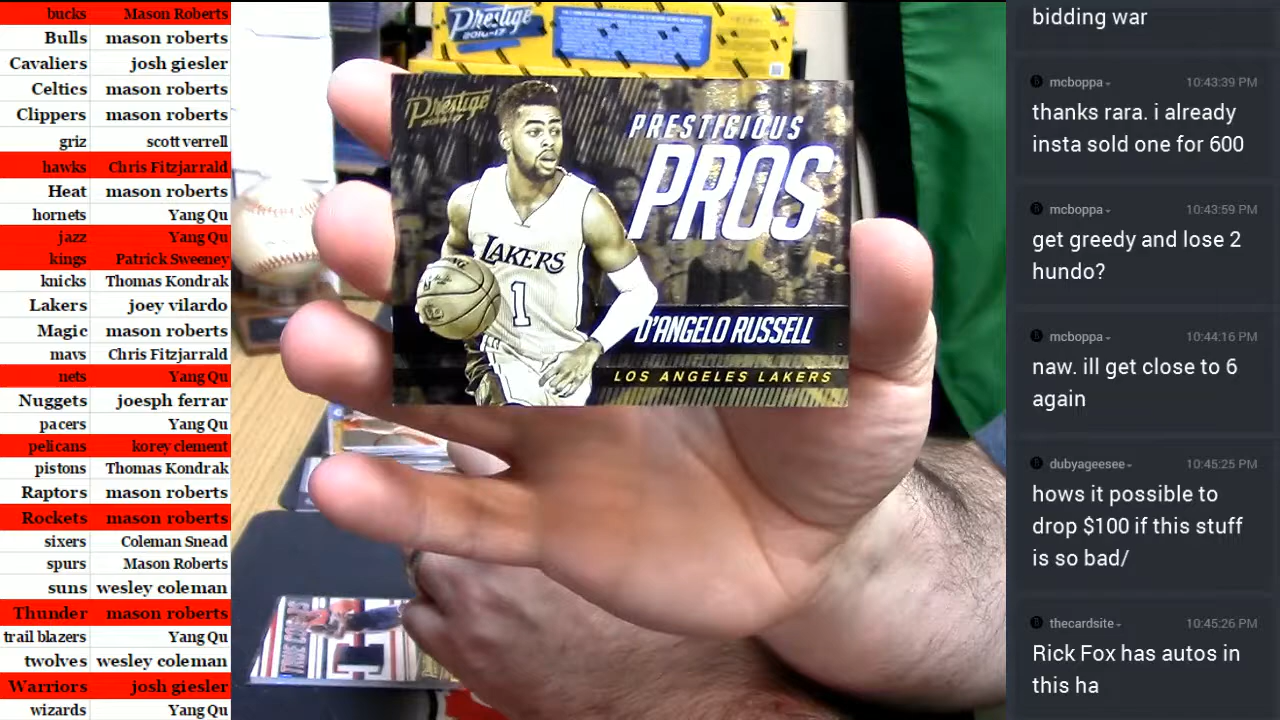 bucks Mason Roberts
Bulls mason roberts
Cavaliers josh giesler
Celtics mason roberts
Clippers mason roberts
griz scott verrell
hawks Chris Fitzjarrald
Heat mason roberts
hornets Yang Qu
jazz Yang Qu
kings Patrick Sweeney
knicks Thomas Kondrak
Lakers joey vilardo
Magic mason roberts
mavs Chris Fitzjarrald
nets Yang Qu
Nuggets joesph ferrar
pacers Yang Qu
pelicans korey clement
pistons Thomas Kondrak
Raptors mason roberts
Rockets mason roberts
sixers Coleman Snead
spurs Mason Roberts
suns wesley coleman
Thunder mason roberts
trail blazers Yang Qu
twolves wesley coleman
Warriors josh giesler
wizards Yang Qu
Prestige
2016-17
Prestige
PRESTIGIOUS
PROS
LAKERS
1
D'ANGELO RUSSELL
LOS ANGELES LAKERS
TRUE COLORS
bidding war
mcboppa 10:43:39 PM
thanks rara. i already
insta sold one for 600
mcboppa 10:43:59 PM
get greedy and lose 2
hundo?
mcboppa 10:44:16 PM
naw. ill get close to 6
again
dubyageesee 10:45:25 PM
hows it possible to
drop $100 if this stuff
is so bad/
thecardsite 10:45:26 PM
Rick Fox has autos in
this ha